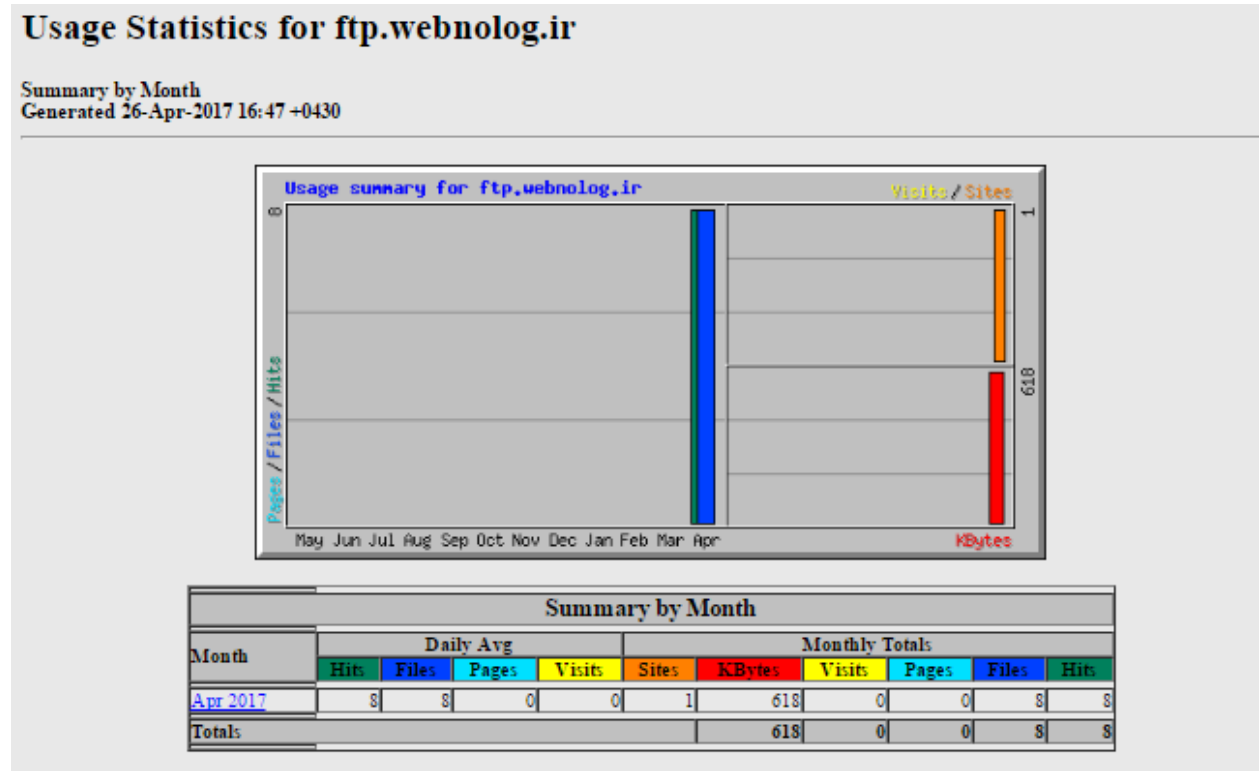 Usage Statistics for ftp.webnolog.ir
Summary by Month
Generated 26-Apr-2017 16:47 +0430
Usage summary for ftp.webnolog.ir
Visits/Sites
8
1
618
Pages/Files/Hits
May Jun Jul Aug Sep Oct Nov Dec Jan Feb Mar Apr
KBytes
Summary by Month
Month Daily Avg Monthly Totals
Hits Files Pages Visits Sites KBytes Visits Pages Files Hits
Apr 2017 8 8 0 0 1 618 0 0 8 8
Totals 618 0 0 8 8